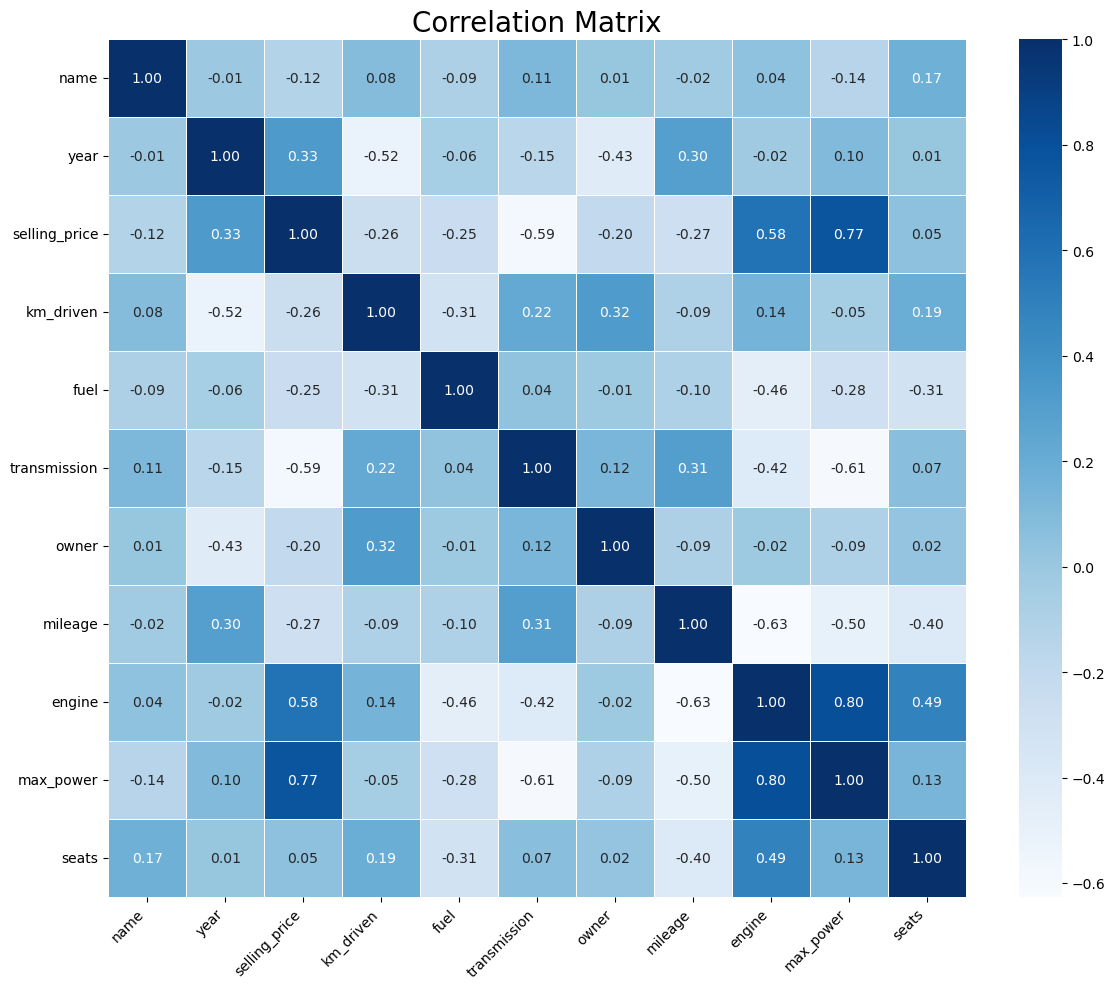 Correlation Matrix
name 1.00 -0.01 -0.12 0.08 -0.09 0.11 0.01 -0.02 0.04 -0.14 0.17
year -0.01 1.00 0.33 -0.52 -0.06 -0.15 -0.43 0.30 -0.02 0.10 0.01
selling_price -0.12 0.33 1.00 -0.26 -0.25 -0.59 -0.20 -0.27 0.58 0.77 0.05
km_driven 0.08 -0.52 -0.26 1.00 -0.31 0.22 0.32 -0.09 0.14 -0.05 0.19
fuel -0.09 -0.06 -0.25 -0.31 1.00 0.04 -0.01 -0.10 -0.46 -0.28 -0.31
transmission 0.11 -0.15 -0.59 0.22 0.04 1.00 0.12 0.31 -0.42 -0.61 0.07
owner 0.01 -0.43 -0.20 0.32 -0.01 0.12 1.00 -0.09 -0.02 -0.09 0.02
mileage -0.02 0.30 -0.27 -0.09 -0.10 0.31 -0.09 1.00 -0.63 -0.50 -0.40
engine 0.04 -0.02 0.58 0.14 -0.46 -0.42 -0.02 -0.63 1.00 0.80 0.49
max_power -0.14 0.10 0.77 -0.05 -0.28 -0.61 -0.09 -0.50 0.80 1.00 0.13
seats 0.17 0.01 0.05 0.19 -0.31 0.07 0.02 -0.40 0.49 0.13 1.00
name year selling_price km_driven fuel transmission owner mileage engine max_power seats
1.0
0.8
0.6
0.4
0.2
0.0
−0.2
−0.4
−0.6